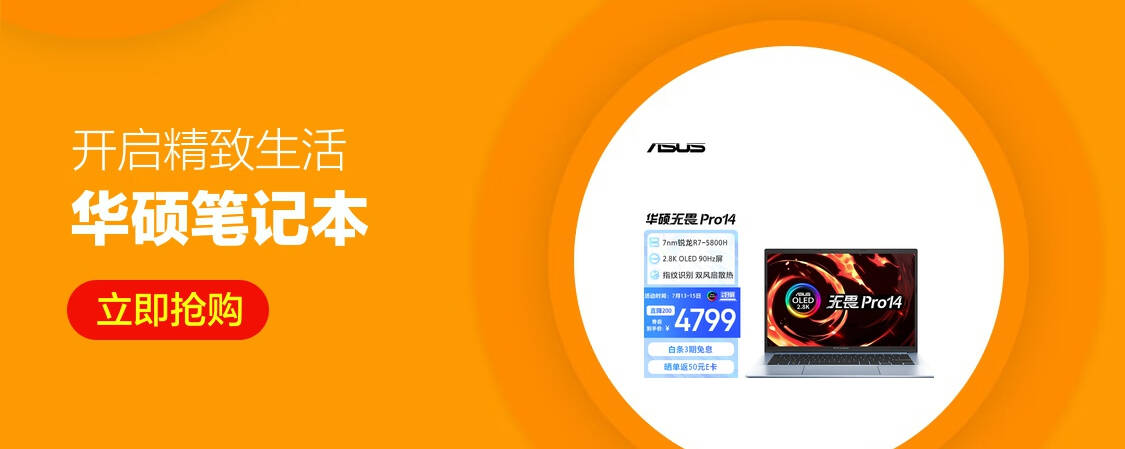 开启精致生活
华硕笔记本
立即抢购
ASUS
华硕无畏 Pro14
7nm锐龙R7-5800H
2.8K OLED 90Hz屏
指纹识别 双风扇散热
活动时间：7月13-15日
直降200
到手价：￥4799
白条3期免息
晒单返50元E卡
ASUS
OLED
2.8K
无畏 Pro14